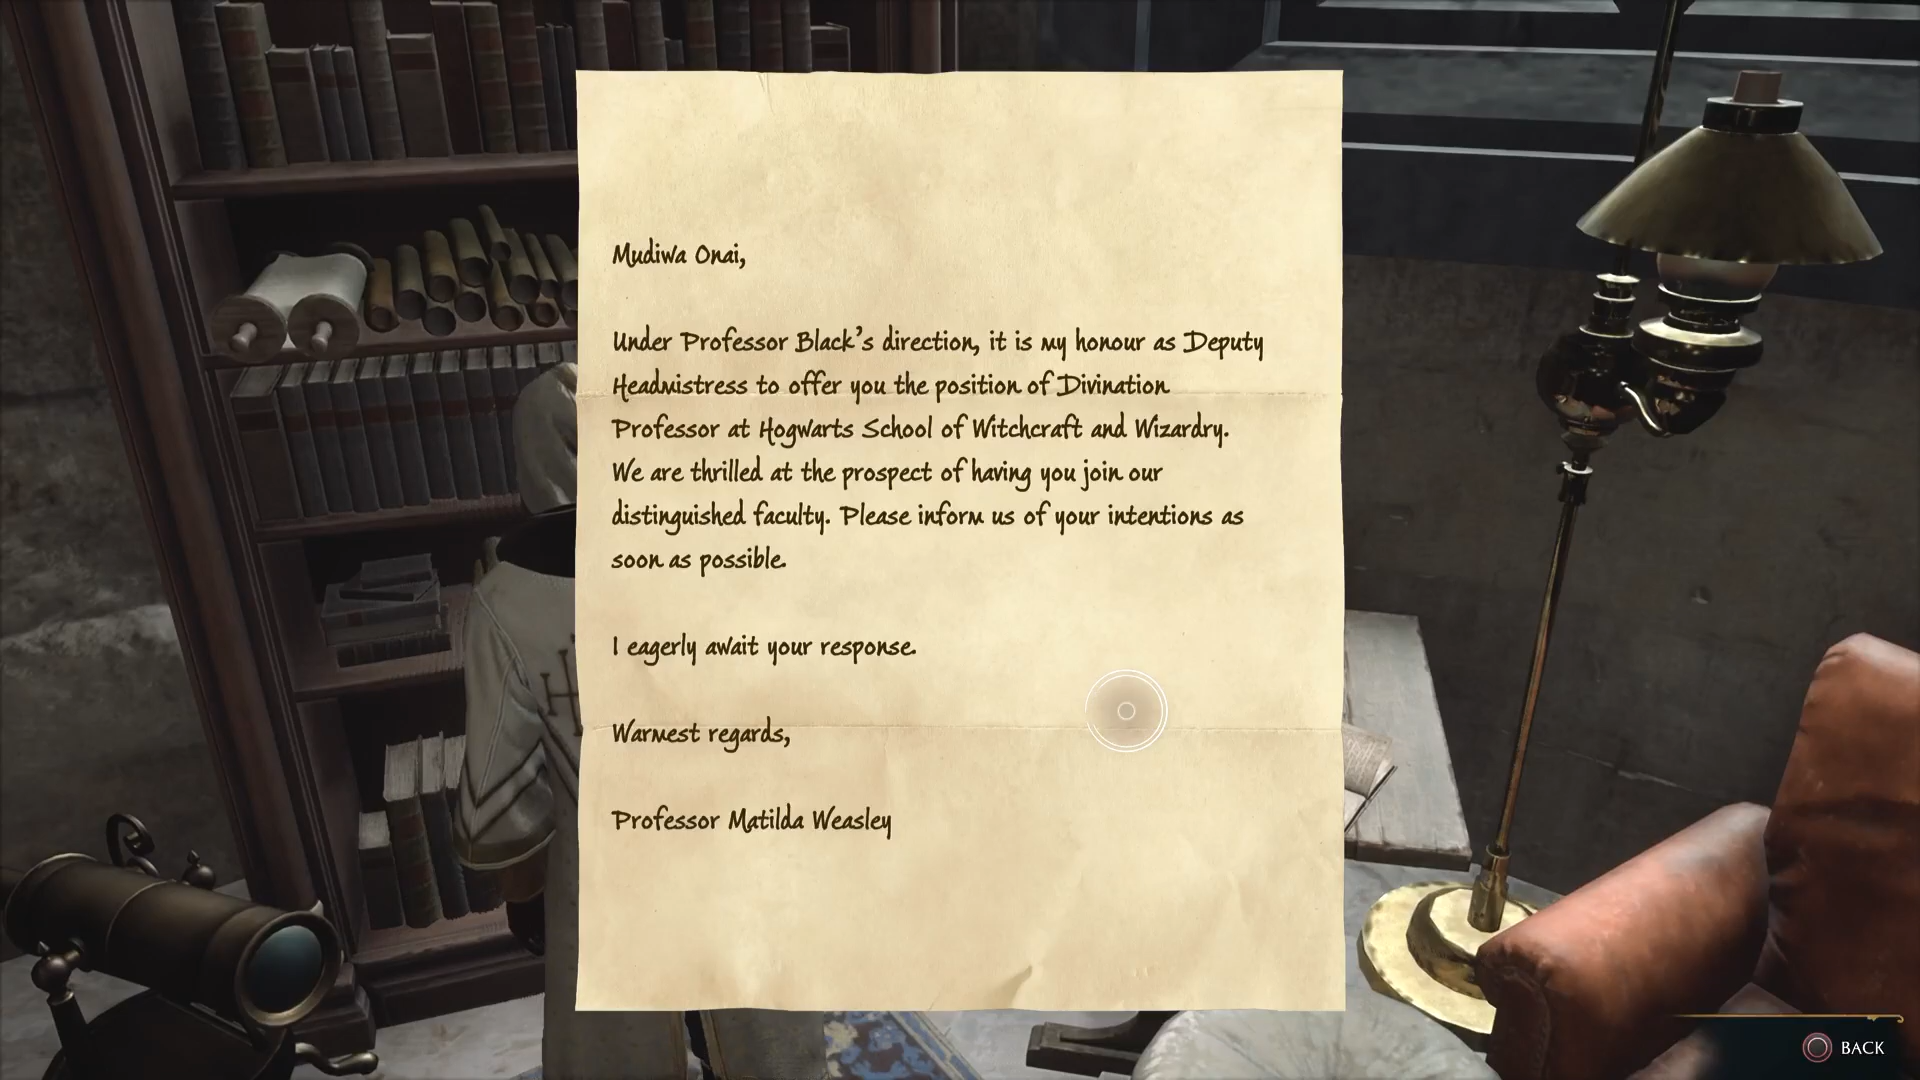 Mudiwa Onai,
Under Professor Black's direction, it is my honour as Deputy
Headmistress to offer you the position of Divination
Professor at Hogwarts School of Witchcraft and Wizardry.
We are thrilled at the prospect of having you join our
distinguished faculty. Please inform us of your intentions as
soon as possible.
I eagerly await your response.
Warmest regards,
Professor Matilda Weasley
BACK